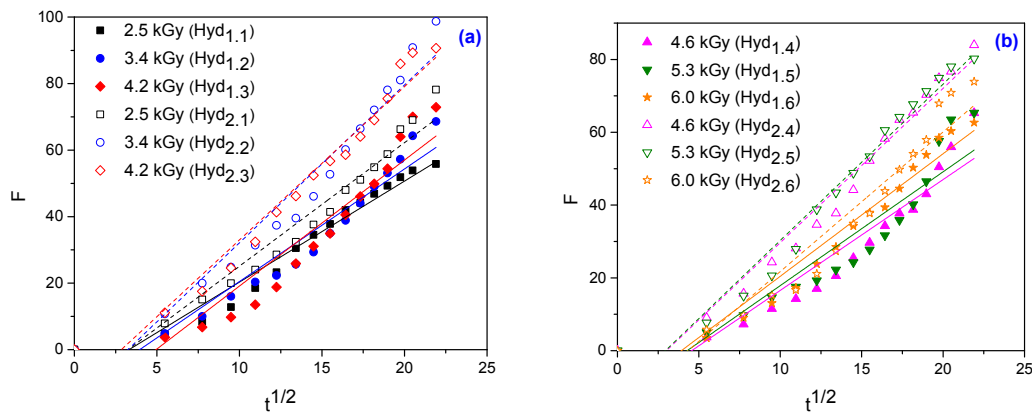 (a)
2.5 kGy (Hyd1.1)
3.4 kGy (Hyd1.2)
4.2 kGy (Hyd1.3)
2.5 kGy (Hyd2.1)
3.4 kGy (Hyd2.2)
4.2 kGy (Hyd2.3)
F
100
80
60
40
20
0
0 5 10 15 20 25
t^1/2
(b)
4.6 kGy (Hyd1.4)
5.3 kGy (Hyd1.5)
6.0 kGy (Hyd1.6)
4.6 kGy (Hyd2.4)
5.3 kGy (Hyd2.5)
6.0 kGy (Hyd2.6)
F
80
60
40
20
0
0 5 10 15 20 25
t^1/2